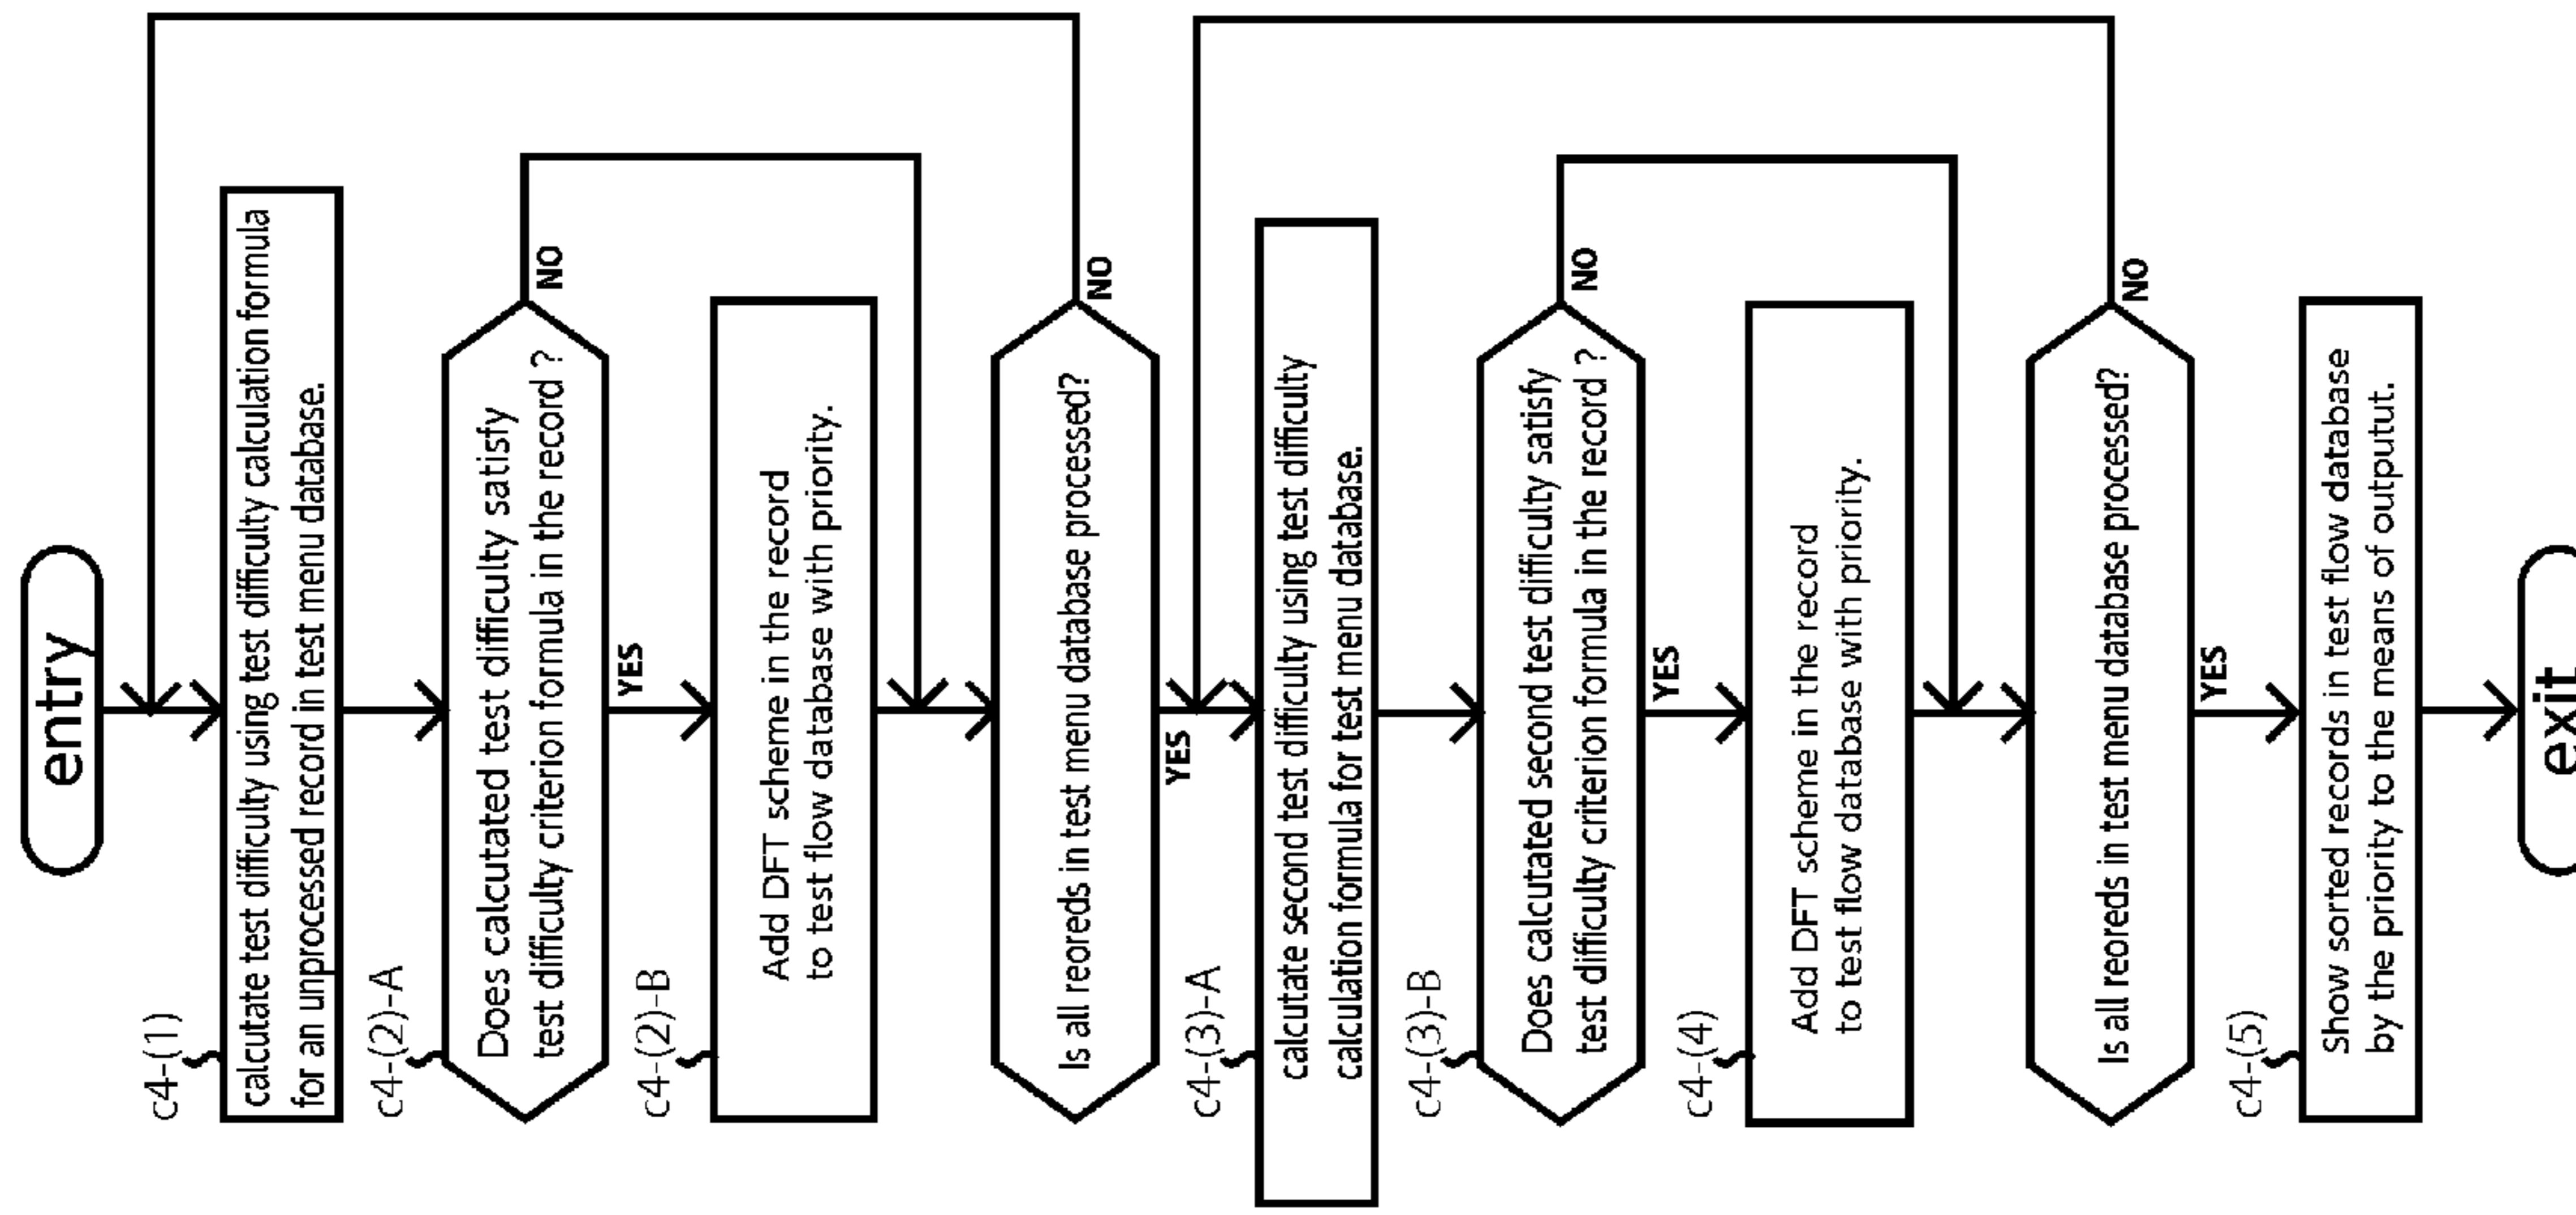 entry
c4-(1)
calcutate test difficulty using test difficulty calculation formula
for an unprocessed record in test menu database.
c4-(2)-A
Does calcutated test difficulty satisfy
test difficulty criterion formula in the record ?
NO
YES
c4-(2)-B
Add DFT scheme in the record
to test flow database with priority.
Is all reoreds in test menu database processed?
NO
YES
c4-(3)-A
calcutate second test difficulty using test difficulty
calculation formula for test menu database.
c4-(3)-B
Does calcutated second test difficulty satisfy
test difficulty criterion formula in the record ?
NO
YES
c4-(4)
Add DFT scheme in the record
to test flow database with priority.
Is all reoreds in test menu database processed?
NO
YES
c4-(5)
Show sorted records in test flow database
by the priority to the means of outputut.
exit